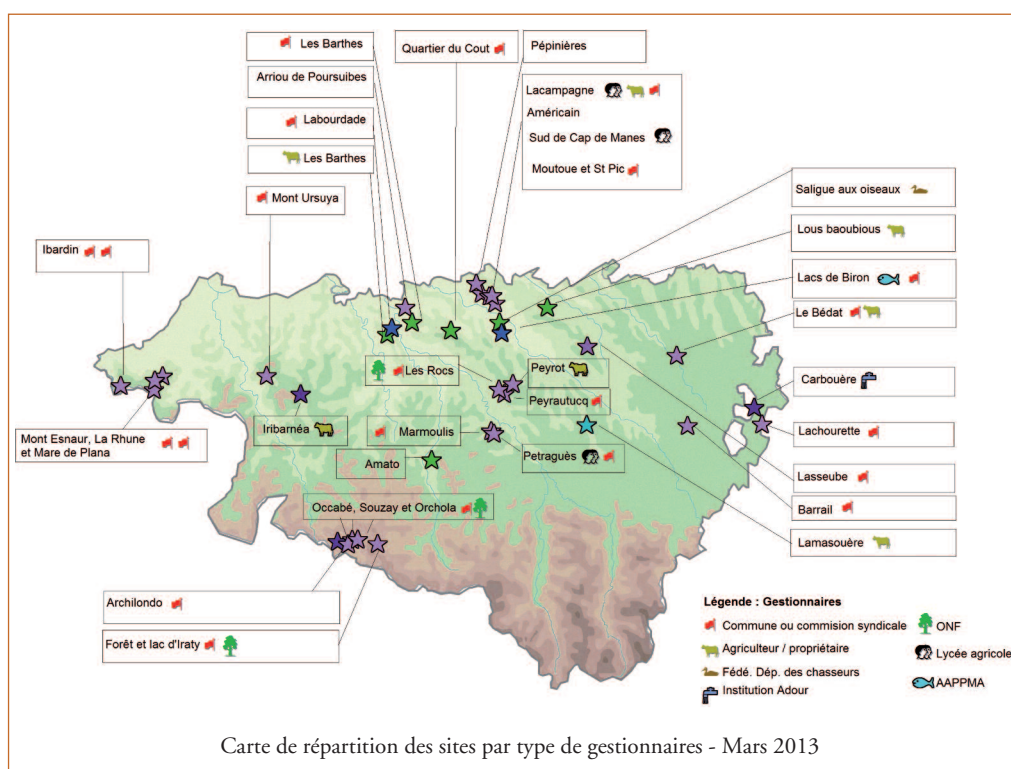 Les Barthes
Quartier du Cout
Pépinières
Arriou de Poursuibes
Lacampagne
Américain
Labourdade
Sud de Cap de Manes
Les Barthes
Moutoue et St Pic
Saligue aux oiseaux
Mont Ursuya
Lous baoubious
Ibardin
Lacs de Biron
Le Bédat
Les Rocs
Peyrot
Carbouère
Peyrautucq
Iribarnéa
Mont Esnaur, La Rhune
et Mare de Plana
Marmoulis
Lachourette
Petraguès
Amato
Lasseube
Occabé, Souzay et Orchola
Barrail
Lamasouère
Archilondo
Forêt et lac d'Iraty
Légende : Gestionnaires
Commune ou commision syndicale
ONF
Agriculteur / propriétaire
Lycée agricole
Fédé. Dép. des chasseurs
Institution Adour
AAPPMA
Carte de répartition des sites par type de gestionnaires - Mars 2013